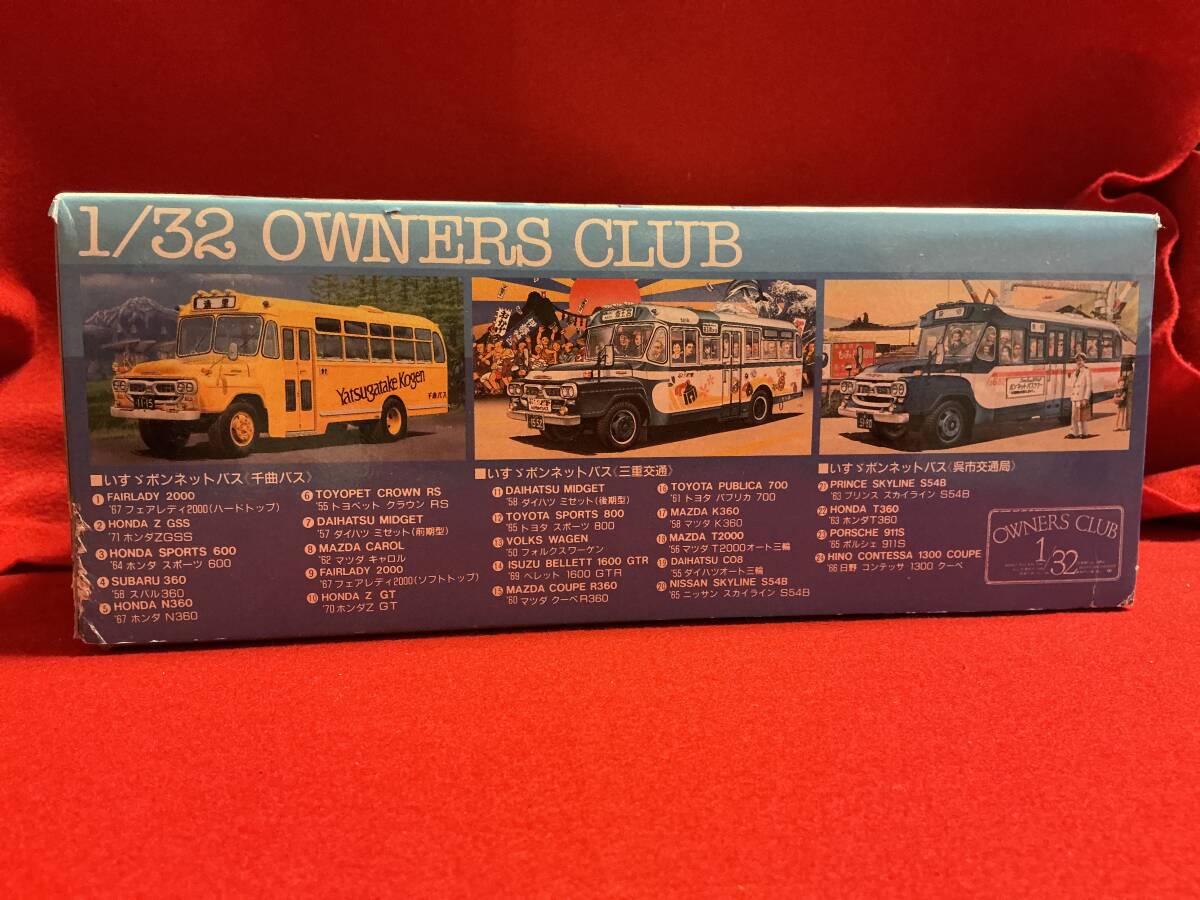 1/32 OWNERS CLUB
Yatsugatake Kogen
千曲バス
1115
1552
5180
■いすゞボンネットバス《千曲バス》
1 FAIRLADY 2000
'67 フェアレディ2000(ハードトップ)
2 HONDA Z GSS
'71 ホンダZGSS
3 HONDA SPORTS 600
'64 ホンダ スポーツ 600
4 SUBARU 360
'58 スバル360
5 HONDA N360
'67 ホンダ N360
6 TOYOPET CROWN RS
'55 トヨペット クラウン RS
7 DAIHATSU MIDGET
'57 ダイハツ ミゼット(前期型)
8 MAZDA CAROL
'62 マツダ キャロル
9 FAIRLADY 2000
'67 フェアレディ2000(ソフトトップ)
10 HONDA Z GT
'70 ホンダZ GT
■いすゞボンネットバス《三重交通》
11 DAIHATSU MIDGET
'58 ダイハツ ミゼット(後期型)
12 TOYOTA SPORTS 800
'65 トヨタ スポーツ 800
13 VOLKS WAGEN
'50 フォルクスワーゲン
14 ISUZU BELLETT 1600 GTR
'69 ベレット 1600 GTR
15 MAZDA COUPE R360
'60 マツダ クーペR360
16 TOYOTA PUBLICA 700
'61 トヨタ パブリカ 700
17 MAZDA K360
'58 マツダ K360
18 MAZDA T2000
'56 マツダ T2000オート三輪
19 DAIHATSU CO8
'55 ダイハツオート三輪
20 NISSAN SKYLINE S54B
'65 ニッサン スカイライン S54B
■いすゞボンネットバス《呉市交通局》
21 PRINCE SKYLINE S54B
'63 プリンス スカイライン S54B
22 HONDA T360
'63 ホンダT360
23 PORSCHE 911S
'65 ポルシェ 911S
24 HINO CONTESSA 1300 COUPE
'66 日野 コンテッサ 1300 クーペ
OWNERS CLUB
1/32